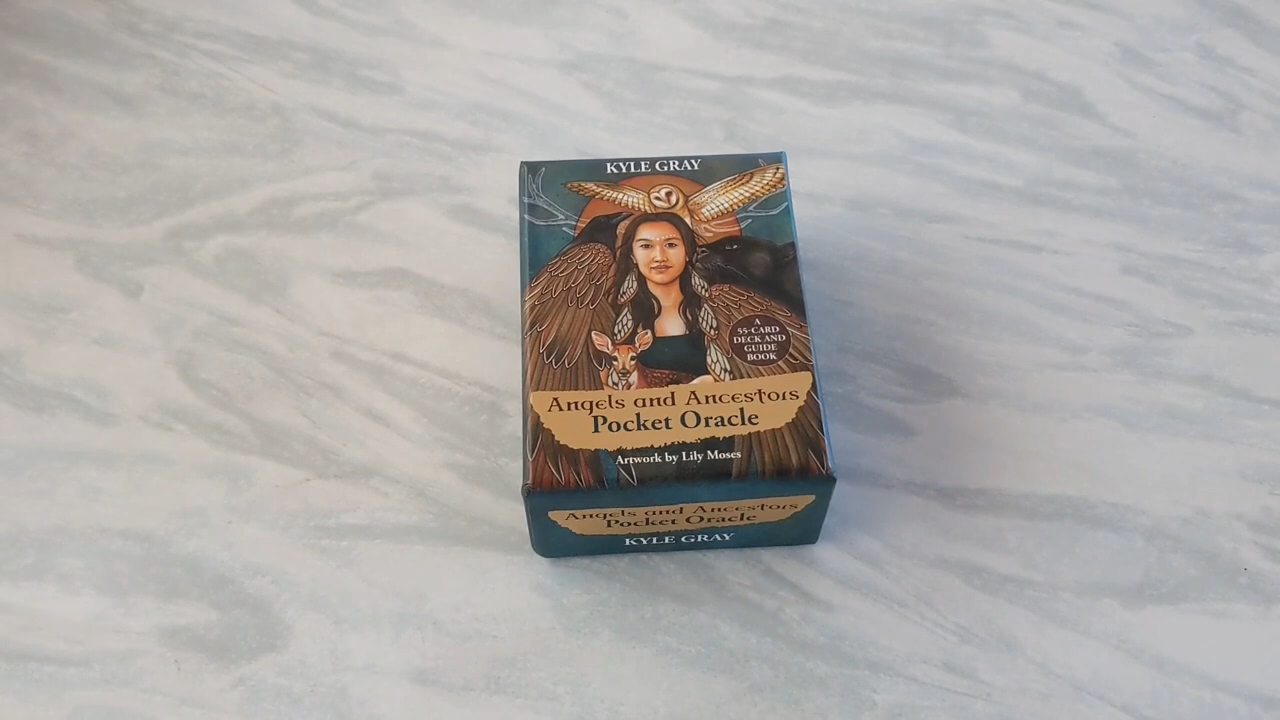 KYLE GRAY
A
55-CARD
DECK AND
GUIDE
BOOK
Angels and Ancestors
Pocket Oracle
Artwork by Lily Moses
Angels and Ancestors
Pocket Oracle
KYLE GRAY